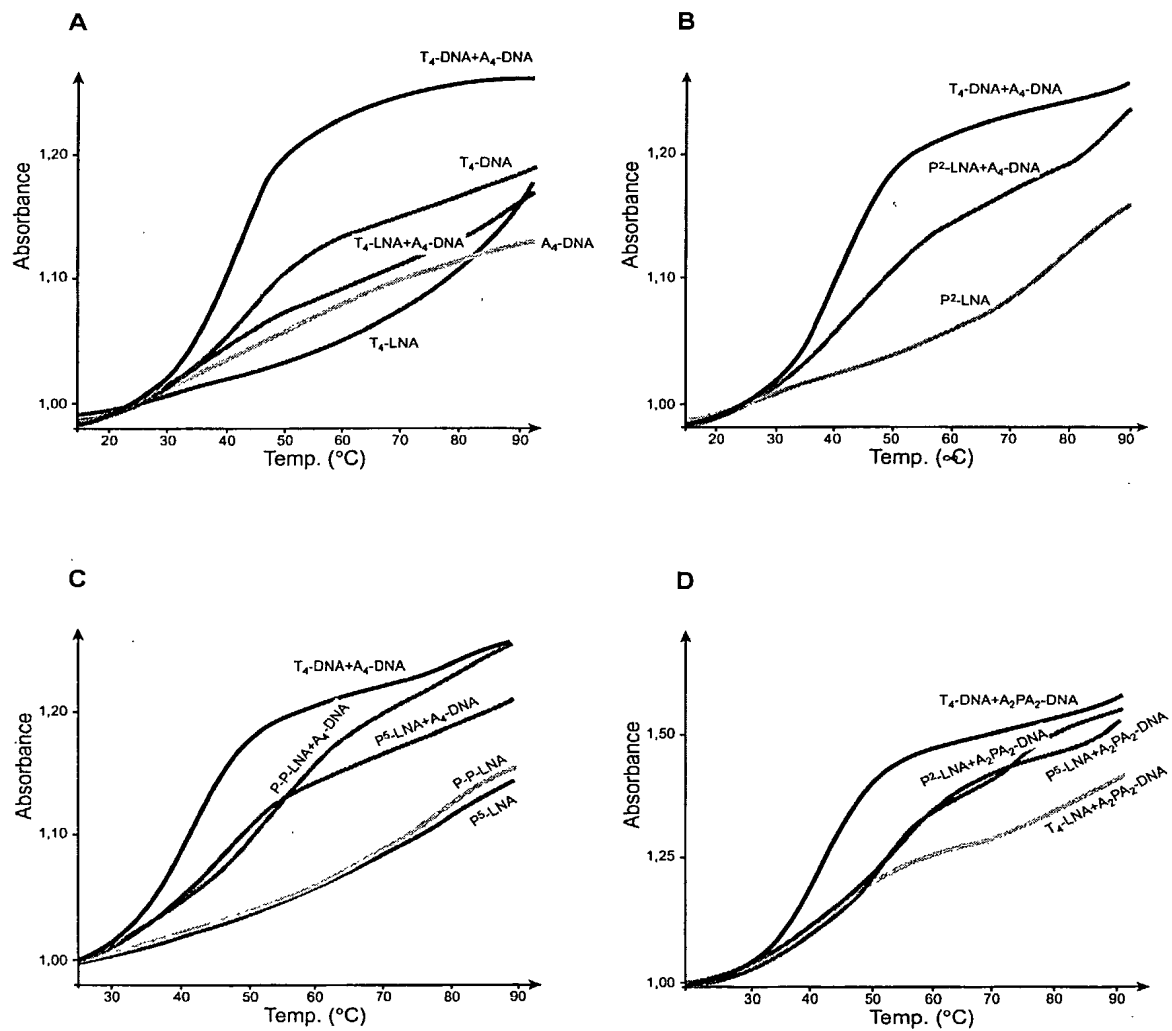 A
T₄-DNA+A₄-DNA
T₄-DNA
T₄-LNA+A₄-DNA
A₄-DNA
T₄-LNA
Absorbance
1,20
1,10
1,00
20 30 40 50 60 70 80 90
Temp. (°C)
B
T₄-DNA+A₄-DNA
P²-LNA+A₄-DNA
P²-LNA
Absorbance
1,20
1,10
1,00
20 30 40 50 60 70 80 90
Temp. (∞C)
C
T₄-DNA+A₄-DNA
P-P-LNA+A₄-DNA
P⁵-LNA+A₄-DNA
P-P-LNA
P⁵-LNA
Absorbance
1,20
1,10
1,00
30 40 50 60 70 80 90
Temp. (°C)
D
T₄-DNA+A₂PA₂-DNA
P²-LNA+A₂PA₂-DNA
P⁵-LNA+A₂PA₂-DNA
T₄-LNA+A₂PA₂-DNA
Absorbance
1,50
1,25
1,00
30 40 50 60 70 80 90
Temp. (°C)